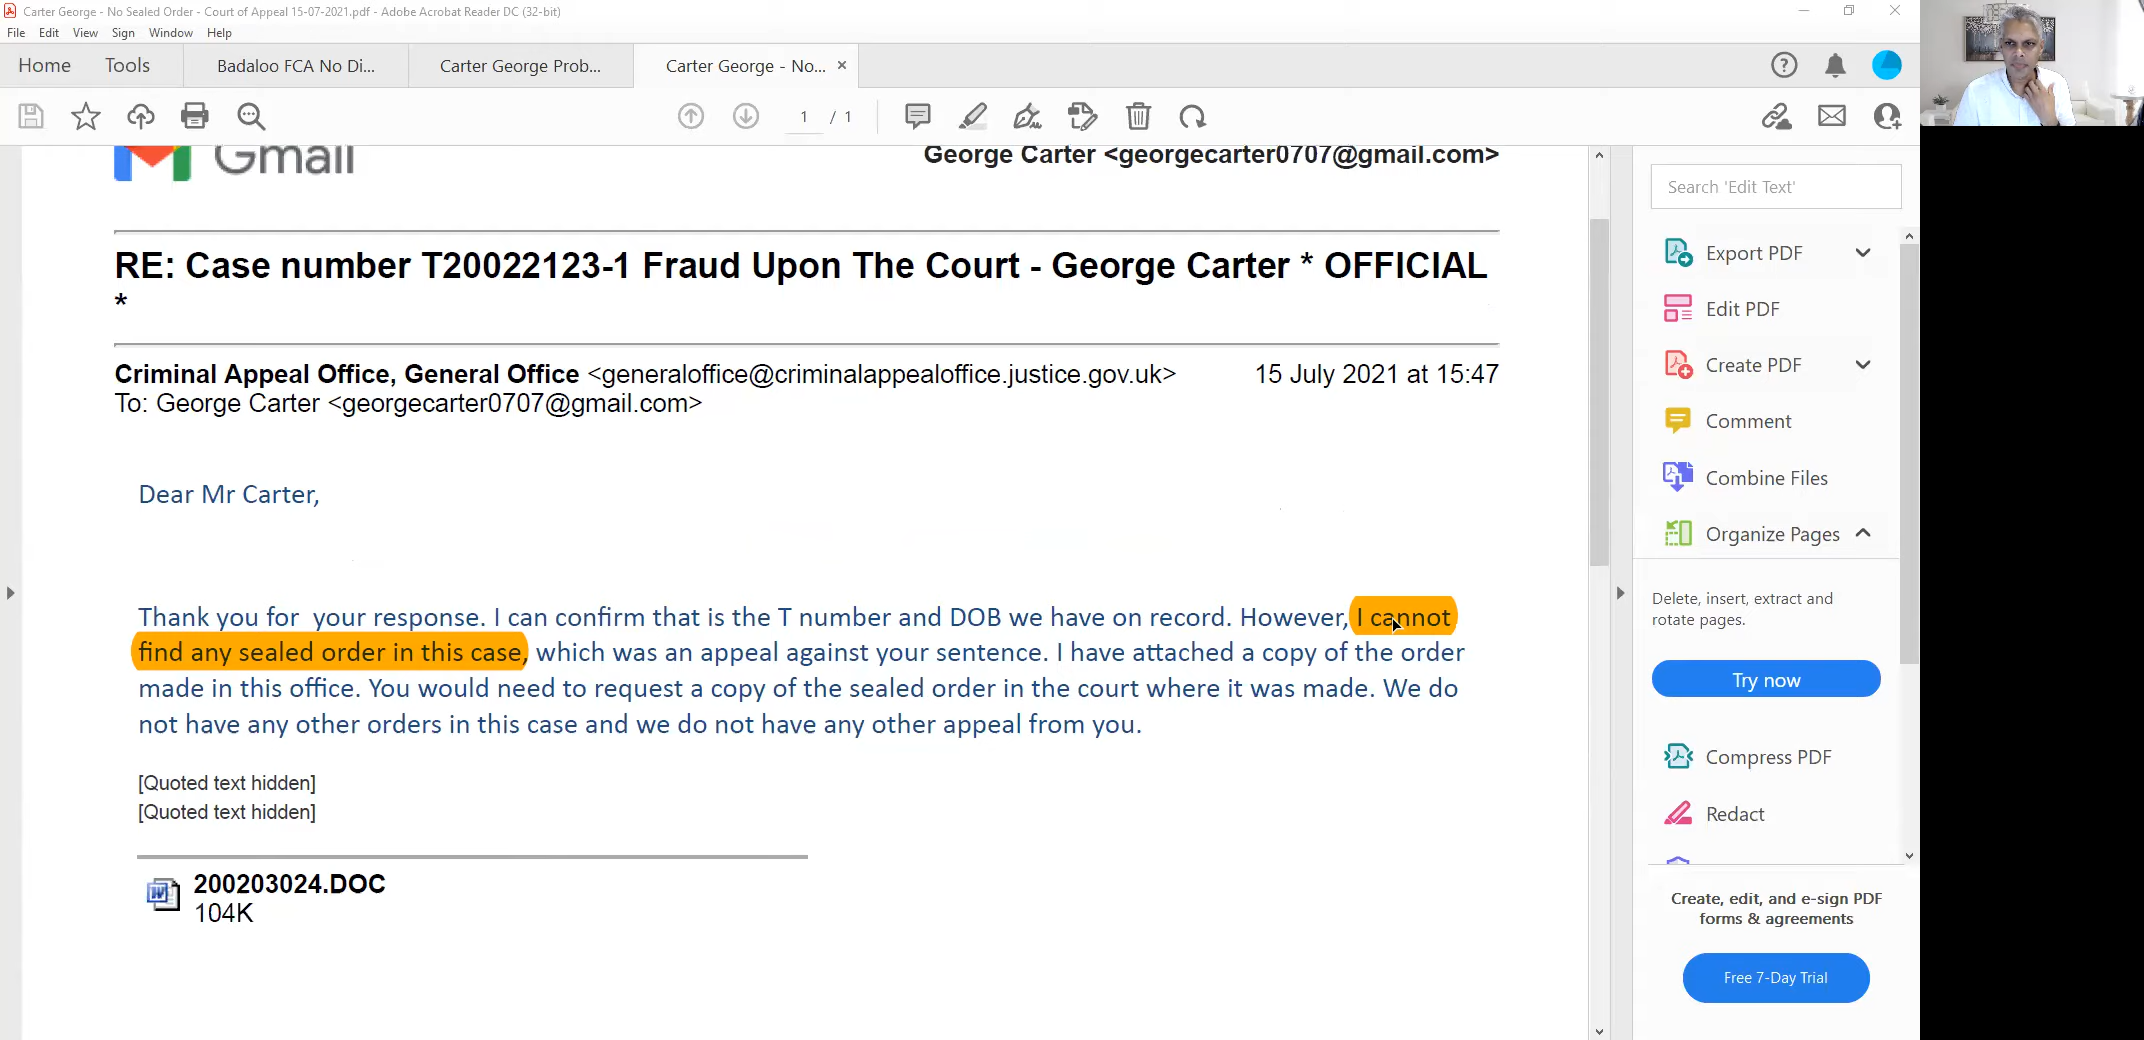 Carter George - No Sealed Order - Court of Appeal 15-07-2021.pdf - Adobe Acrobat Reader DC (32-bit)
File Edit View Sign Window Help
Home Tools Badaloo FCA No Di... Carter George Prob... Carter George - No...
1 / 1
Gmail
George Carter <georgecarter0707@gmail.com>
RE: Case number T20022123-1 Fraud Upon The Court - George Carter * OFFICIAL
*
Criminal Appeal Office, General Office <generaloffice@criminalappealoffice.justice.gov.uk> 15 July 2021 at 15:47
To: George Carter <georgecarter0707@gmail.com>
Dear Mr Carter,
Thank you for your response. I can confirm that is the T number and DOB we have on record. However, I cannot
find any sealed order in this case, which was an appeal against your sentence. I have attached a copy of the order
made in this office. You would need to request a copy of the sealed order in the court where it was made. We do
not have any other orders in this case and we do not have any other appeal from you.
[Quoted text hidden]
[Quoted text hidden]
200203024.DOC
104K
Search 'Edit Text'
Export PDF
Edit PDF
Create PDF
Comment
Combine Files
Organize Pages
Delete, insert, extract and
rotate pages.
Try now
Compress PDF
Redact
Create, edit, and e-sign PDF
forms & agreements
Free 7-Day Trial